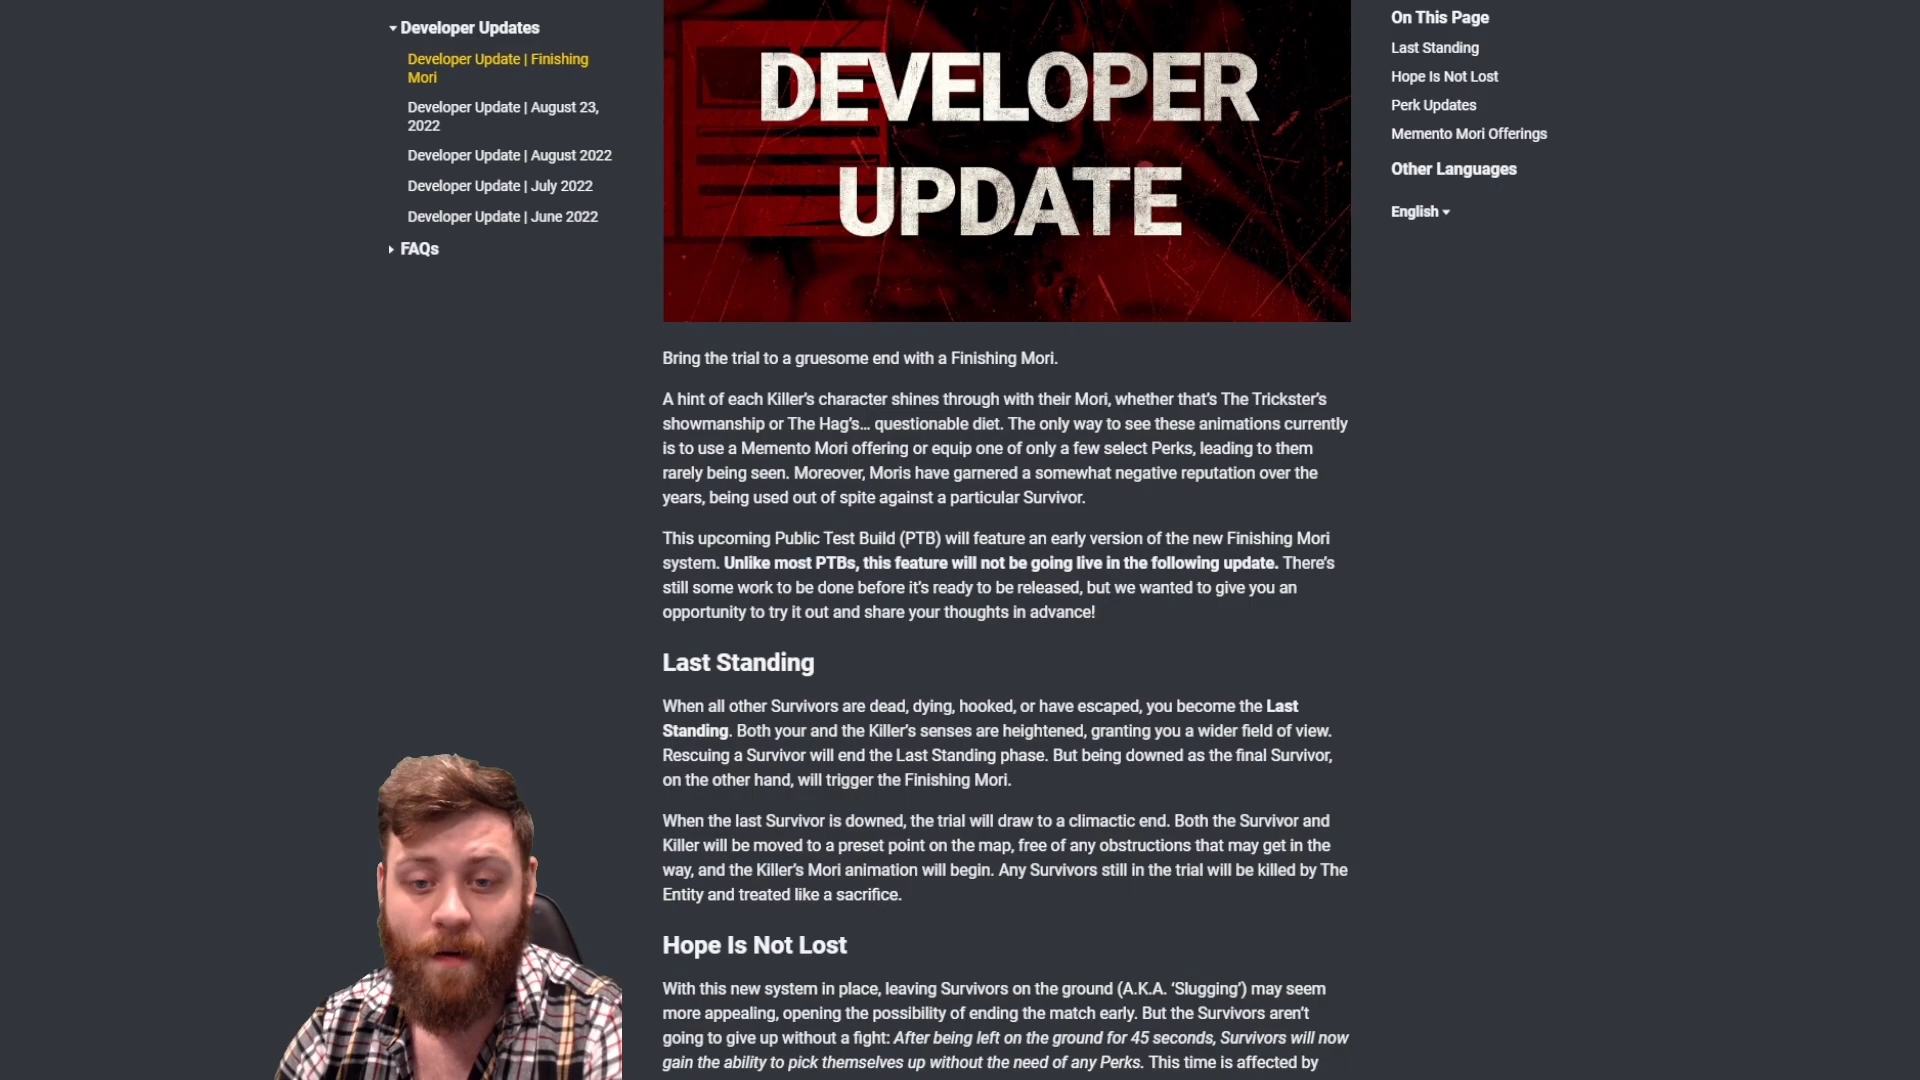 Developer Updates
Developer Update | Finishing
Mori
Developer Update | August 23,
2022
Developer Update | August 2022
Developer Update | July 2022
Developer Update | June 2022
FAQs
DEVELOPER
UPDATE
Bring the trial to a gruesome end with a Finishing Mori.
A hint of each Killer's character shines through with their Mori, whether that's The Trickster's
showmanship or The Hag's... questionable diet. The only way to see these animations currently
is to use a Memento Mori offering or equip one of only a few select Perks, leading to them
rarely being seen. Moreover, Moris have garnered a somewhat negative reputation over the
years, being used out of spite against a particular Survivor.
This upcoming Public Test Build (PTB) will feature an early version of the new Finishing Mori
system. Unlike most PTBs, this feature will not be going live in the following update. There's
still some work to be done before it's ready to be released, but we wanted to give you an
opportunity to try it out and share your thoughts in advance!
Last Standing
When all other Survivors are dead, dying, hooked, or have escaped, you become the Last
Standing. Both your and the Killer's senses are heightened, granting you a wider field of view.
Rescuing a Survivor will end the Last Standing phase. But being downed as the final Survivor,
on the other hand, will trigger the Finishing Mori.
When the last Survivor is downed, the trial will draw to a climactic end. Both the Survivor and
Killer will be moved to a preset point on the map, free of any obstructions that may get in the
way, and the Killer's Mori animation will begin. Any Survivors still in the trial will be killed by The
Entity and treated like a sacrifice.
Hope Is Not Lost
With this new system in place, leaving Survivors on the ground (A.K.A. 'Slugging') may seem
more appealing, opening the possibility of ending the match early. But the Survivors aren't
going to give up without a fight: After being left on the ground for 45 seconds, Survivors will now
gain the ability to pick themselves up without the need of any Perks. This time is affected by
On This Page
Last Standing
Hope Is Not Lost
Perk Updates
Memento Mori Offerings
Other Languages
English